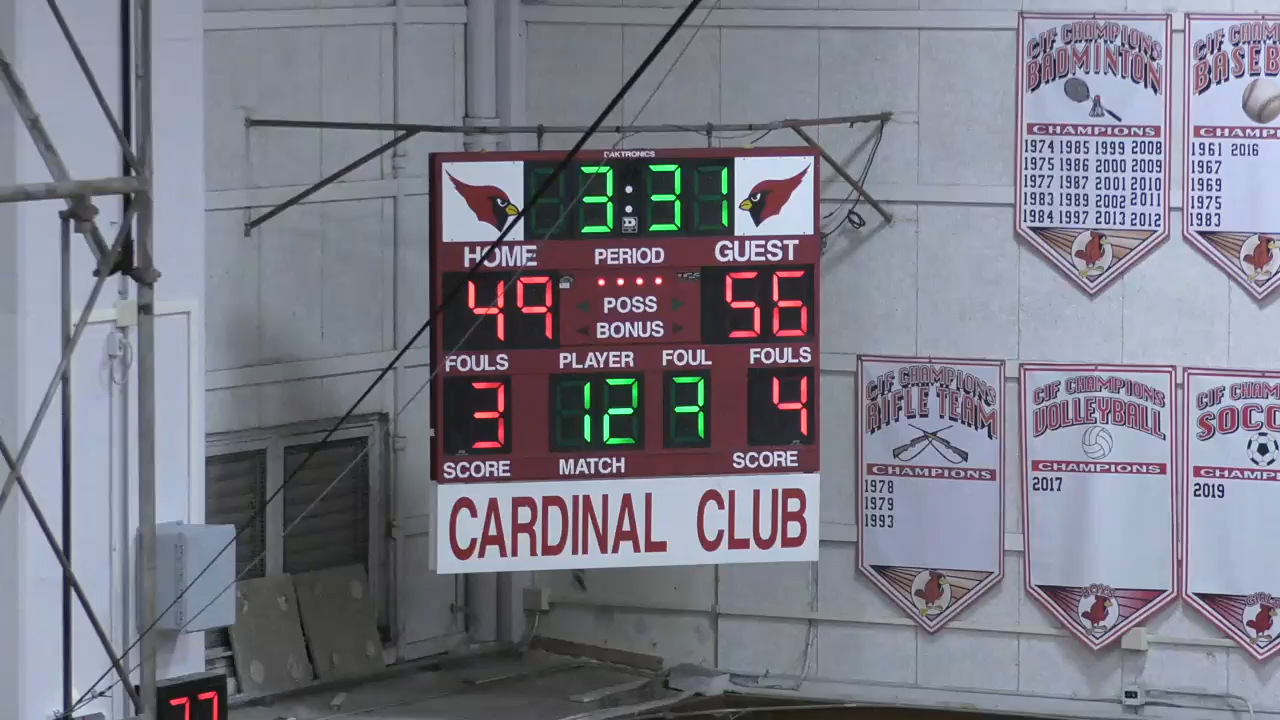 DAKTRONICS
3:31
HOME PERIOD GUEST
49 56
POSS
BONUS
FOULS PLAYER FOUL FOULS
3 12 7 4
SCORE MATCH SCORE
CARDINAL CLUB
77
CIF CHAMPIONS
BADMINTON
CHAMPIONS
1974 1985 1999 2008
1975 1986 2000 2009
1977 1987 2001 2010
1983 1989 2002 2011
1984 1997 2013 2012
CIF CHAM
BASEB
CHAMP
1961 2016
1967
1969
1975
1983
CIF CHAMPIONS
RIFLE TEAM
CHAMPIONS
1978
1979
1993
CIF CHAMPIONS
VOLLEYBALL
CHAMPIONS
2017
BOYS
CIF CHAM
SOCC
CHAMP
2019
GIRLS